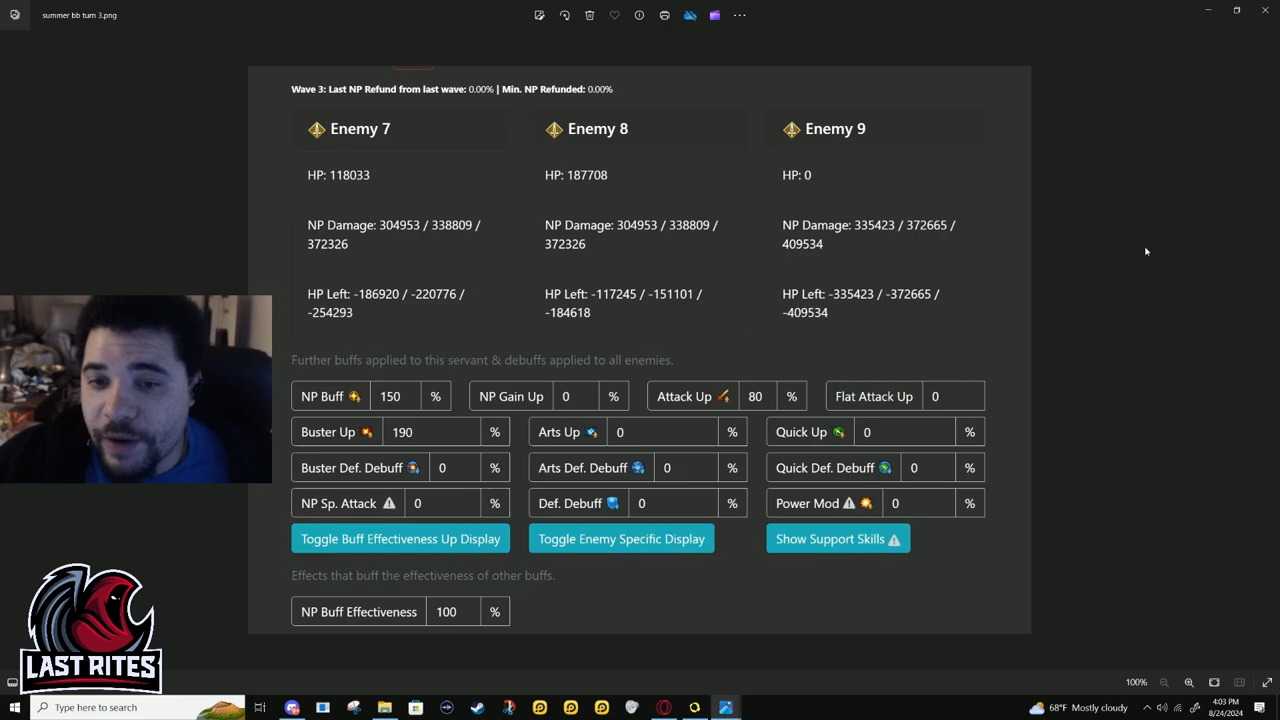 summer bb turn 3.png
Wave 3: Last NP Refund from last wave: 0.00% | Min. NP Refunded: 0.00%
Enemy 7
Enemy 8
Enemy 9
HP: 118033
HP: 187708
HP: 0
NP Damage: 304953 / 338809 /
372326
NP Damage: 304953 / 338809 /
372326
NP Damage: 335423 / 372665 /
409534
HP Left: -186920 / -220776 /
-254293
HP Left: -117245 / -151101 /
-184618
HP Left: -335423 / -372665 /
-409534
Further buffs applied to this servant & debuffs applied to all enemies.
NP Buff 150 %
NP Gain Up 0 %
Attack Up 80 %
Flat Attack Up 0
Buster Up 190 %
Arts Up 0 %
Quick Up 0 %
Buster Def. Debuff 0 %
Arts Def. Debuff 0 %
Quick Def. Debuff 0 %
NP Sp. Attack 0 %
Def. Debuff 0 %
Power Mod 0 %
Toggle Buff Effectiveness Up Display
Toggle Enemy Specific Display
Show Support Skills
Effects that buff the effectiveness of other buffs.
NP Buff Effectiveness 100 %
LAST RITES
100%
Type here to search
68°F Mostly cloudy
4:03 PM
8/24/2024